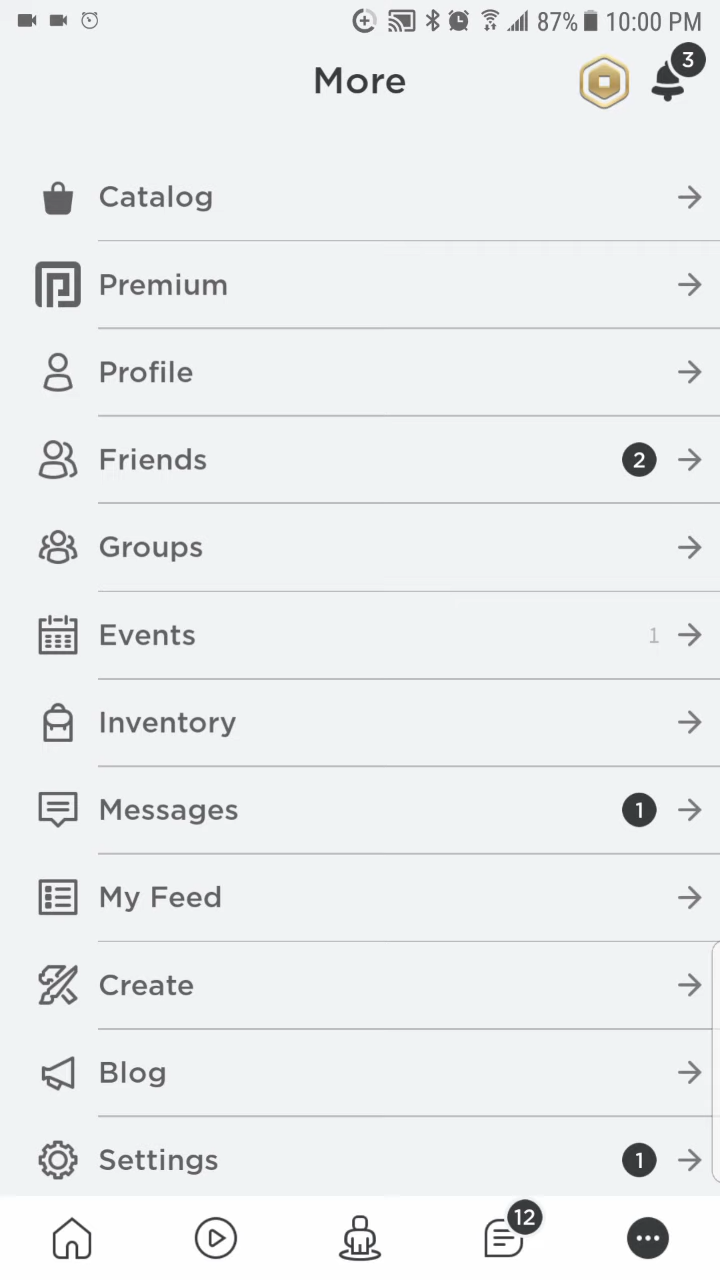 87% 10:00 PM
More
3
Catalog
Premium
Profile
Friends 2
Groups
Events 1
Inventory
Messages 1
My Feed
Create
Blog
Settings 1
12